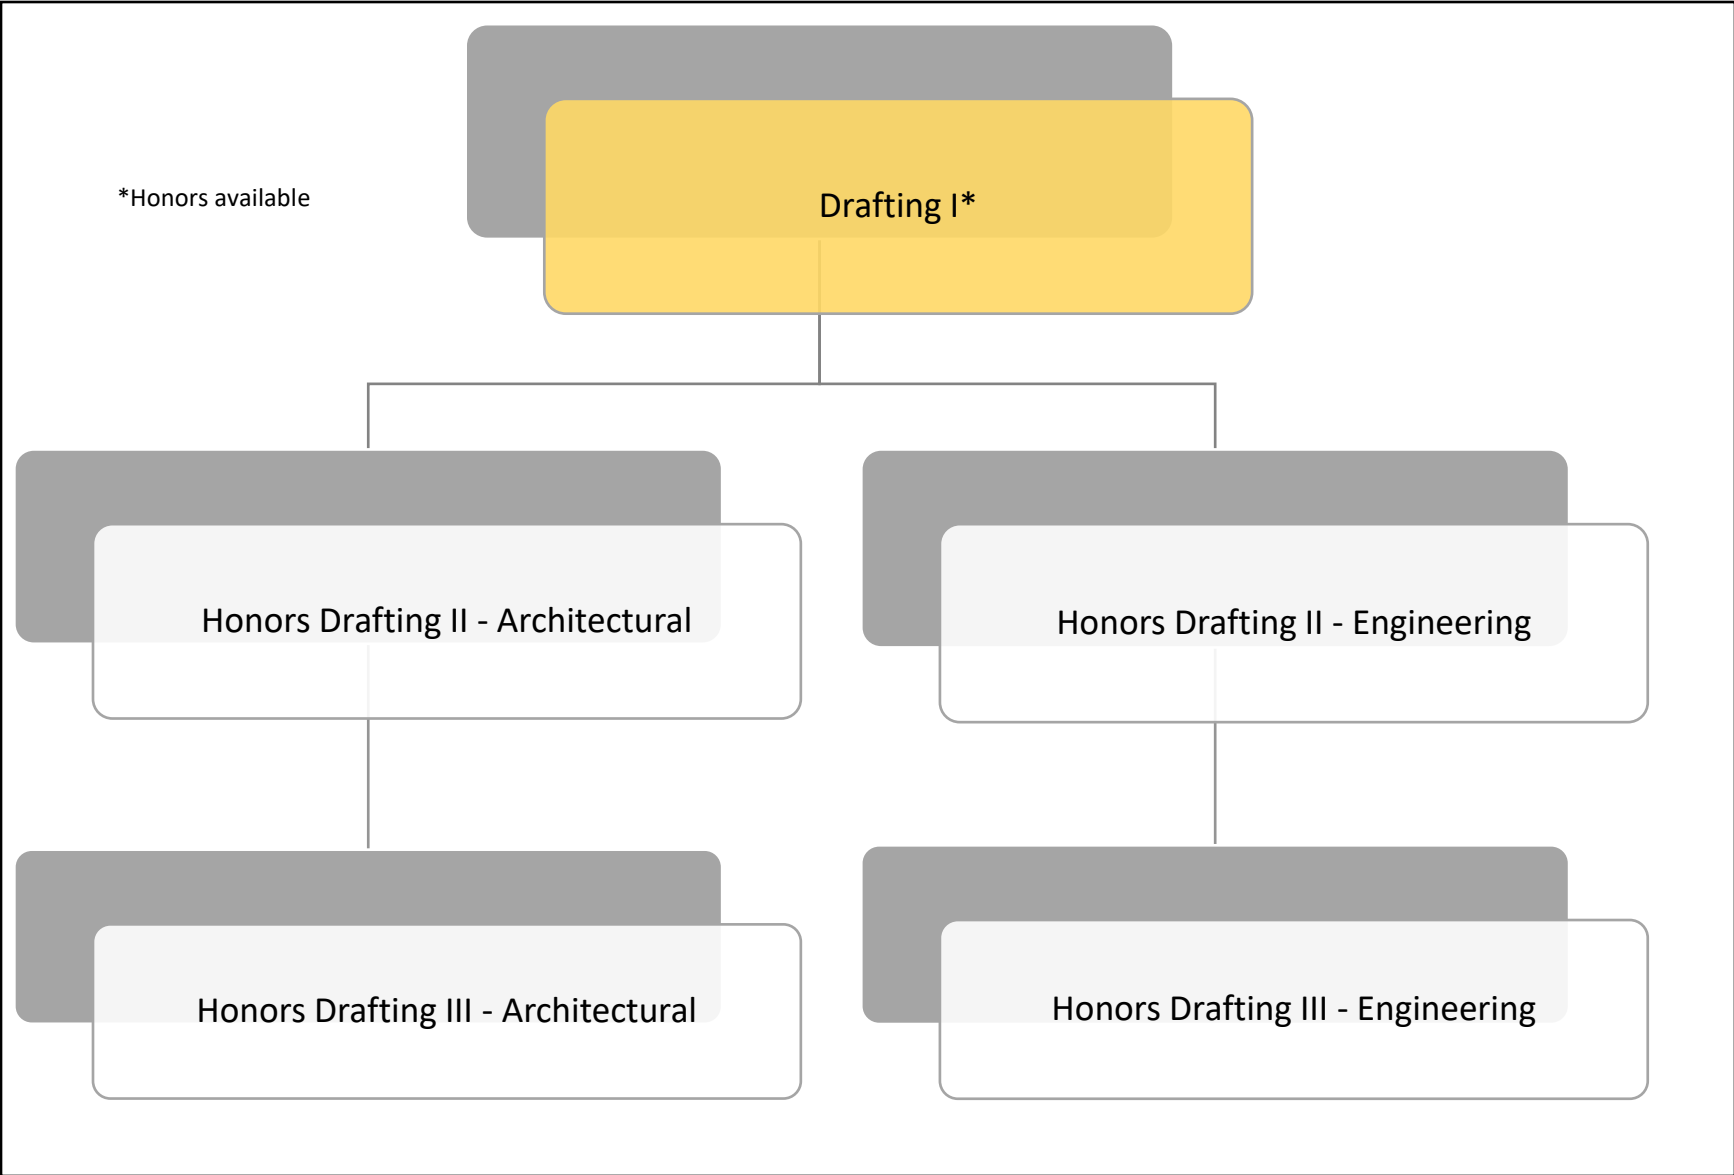 *Honors available
Drafting I*
Honors Drafting II - Architectural
Honors Drafting II - Engineering
Honors Drafting III - Architectural
Honors Drafting III - Engineering